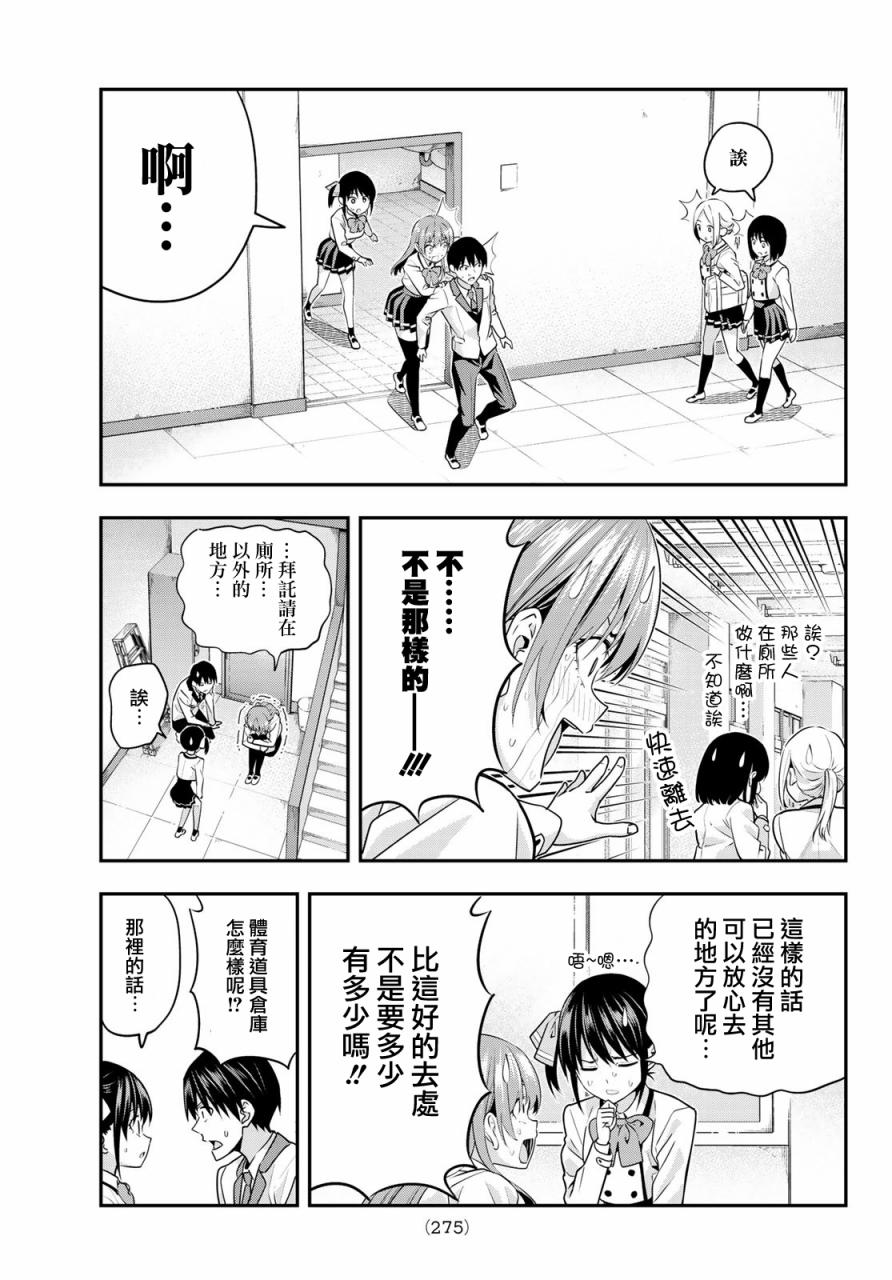 誒
啊…
誒？
那些人
在廁所
做什麼啊…
不知道誒
快速離去
不……
不是那樣的——!!!
…拜託請在
廁所…
以外的
地方…
誒…
這樣的話
已經沒有其他
可以放心去
的地方了呢…
唔~嗯….
比這好的去處
不是要多少
有多少嗎!!
體育道具倉庫
怎麼樣呢!?
那裡的話…
(275)